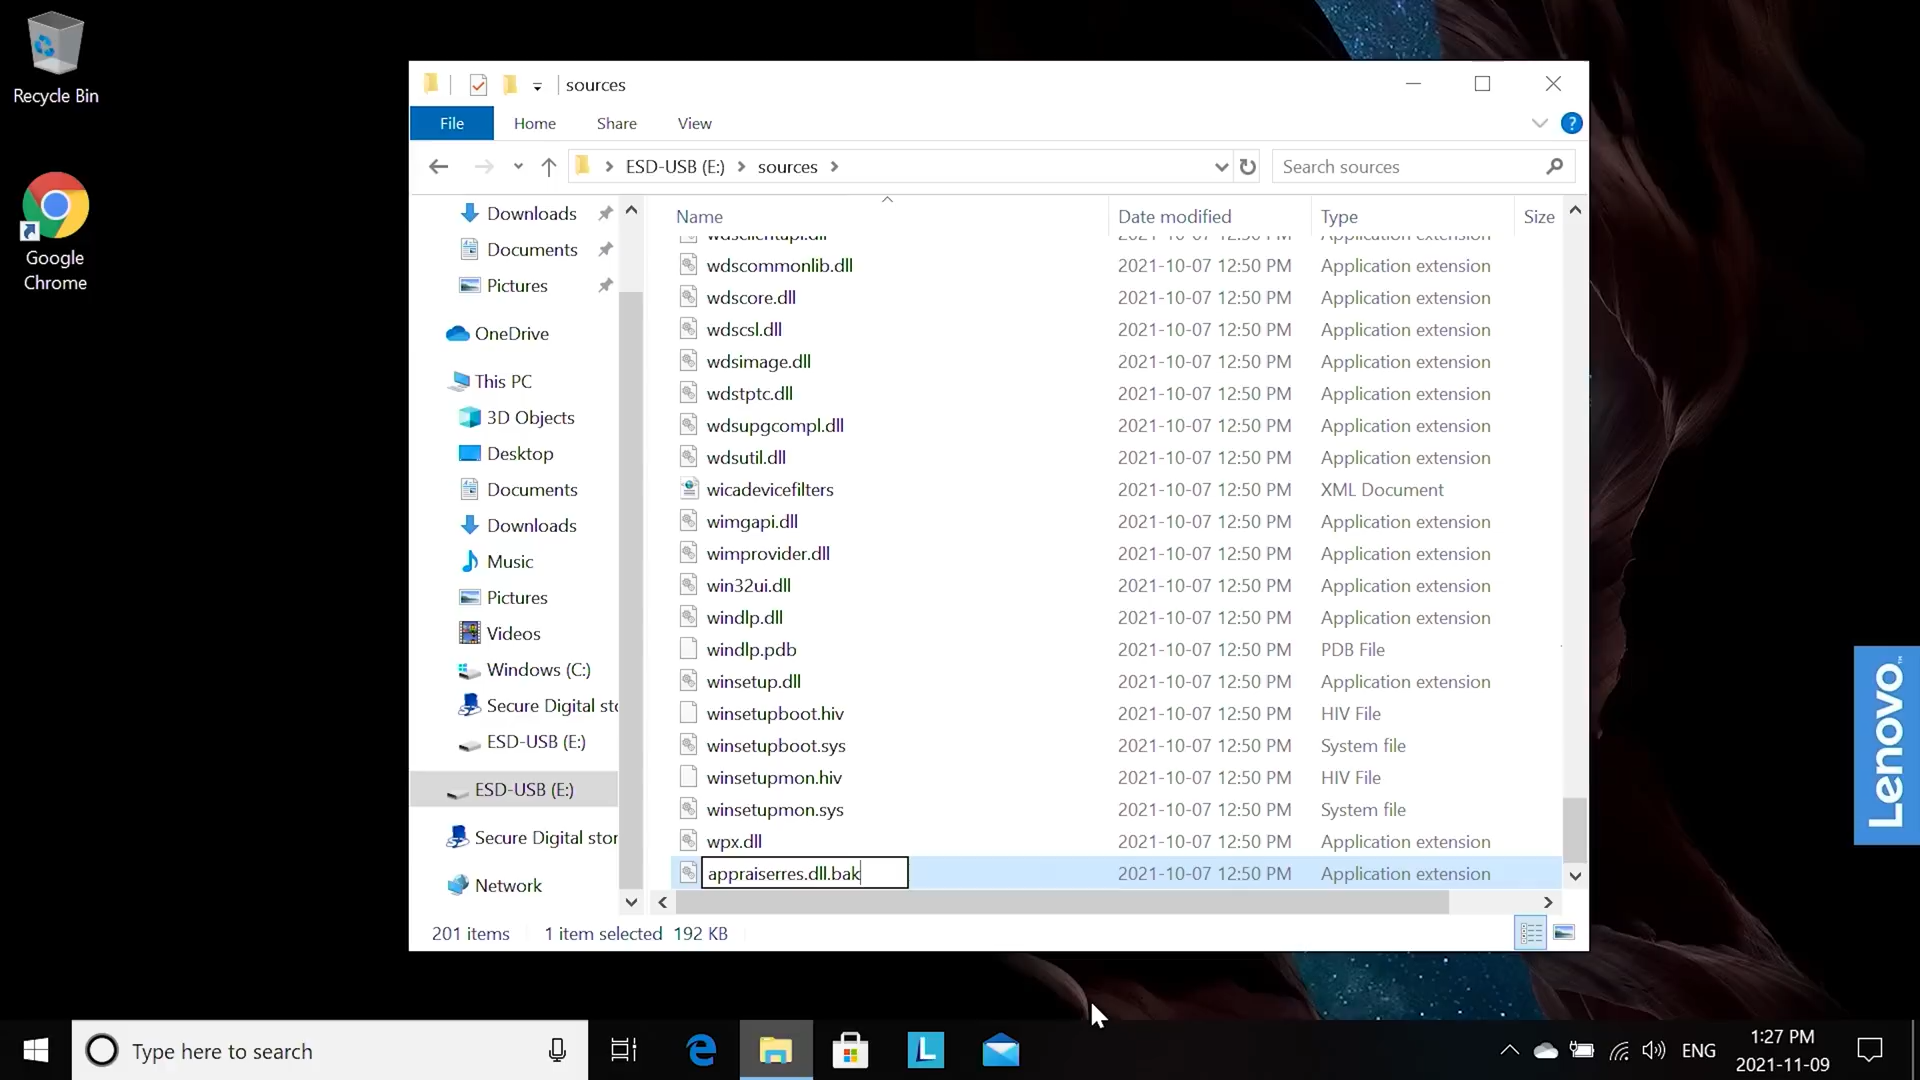 Recycle Bin
Google
Chrome
sources
File Home Share View
ESD-USB (E:) sources
Search sources
Downloads
Documents
Pictures
OneDrive
This PC
3D Objects
Desktop
Documents
Downloads
Music
Pictures
Videos
Windows (C:)
Secure Digital sto
ESD-USB (E:)
ESD-USB (E:)
Secure Digital stor
Network
Name Date modified Type Size
wdsclientapi.dll 2021-10-07 12:50 PM Application extension
wdscommonlib.dll 2021-10-07 12:50 PM Application extension
wdscore.dll 2021-10-07 12:50 PM Application extension
wdscsl.dll 2021-10-07 12:50 PM Application extension
wdsimage.dll 2021-10-07 12:50 PM Application extension
wdstptc.dll 2021-10-07 12:50 PM Application extension
wdsupgcompl.dll 2021-10-07 12:50 PM Application extension
wdsutil.dll 2021-10-07 12:50 PM Application extension
wicadevicefilters 2021-10-07 12:50 PM XML Document
wimgapi.dll 2021-10-07 12:50 PM Application extension
wimprovider.dll 2021-10-07 12:50 PM Application extension
win32ui.dll 2021-10-07 12:50 PM Application extension
windlp.dll 2021-10-07 12:50 PM Application extension
windlp.pdb 2021-10-07 12:50 PM PDB File
winsetup.dll 2021-10-07 12:50 PM Application extension
winsetupboot.hiv 2021-10-07 12:50 PM HIV File
winsetupboot.sys 2021-10-07 12:50 PM System file
winsetupmon.hiv 2021-10-07 12:50 PM HIV File
winsetupmon.sys 2021-10-07 12:50 PM System file
wpx.dll 2021-10-07 12:50 PM Application extension
appraiserres.dll.bak 2021-10-07 12:50 PM Application extension
201 items 1 item selected 192 KB
Lenovo™
Type here to search
ENG
1:27 PM
2021-11-09